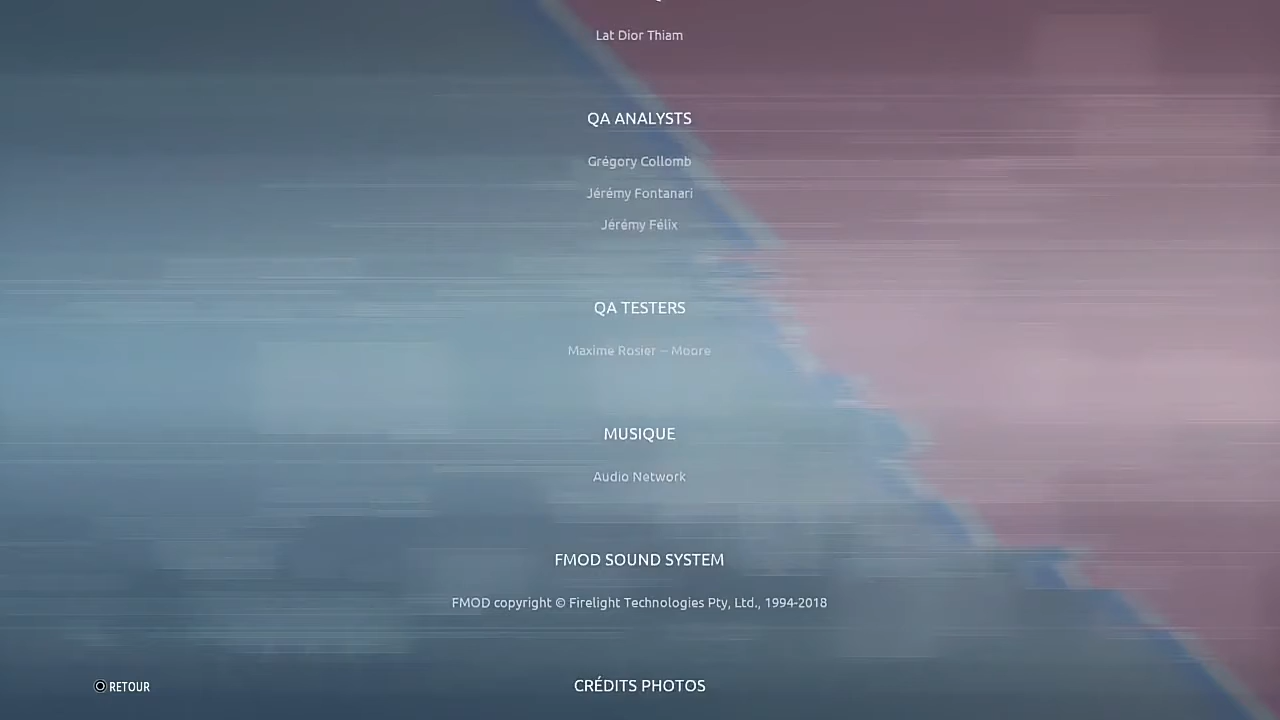 Lat Dior Thiam
QA ANALYSTS
Grégory Collomb
Jérémy Fontanari
Jérémy Félix
QA TESTERS
Maxime Rosier – Moore
MUSIQUE
Audio Network
FMOD SOUND SYSTEM
FMOD copyright © Firelight Technologies Pty, Ltd., 1994-2018
RETOUR
CRÉDITS PHOTOS